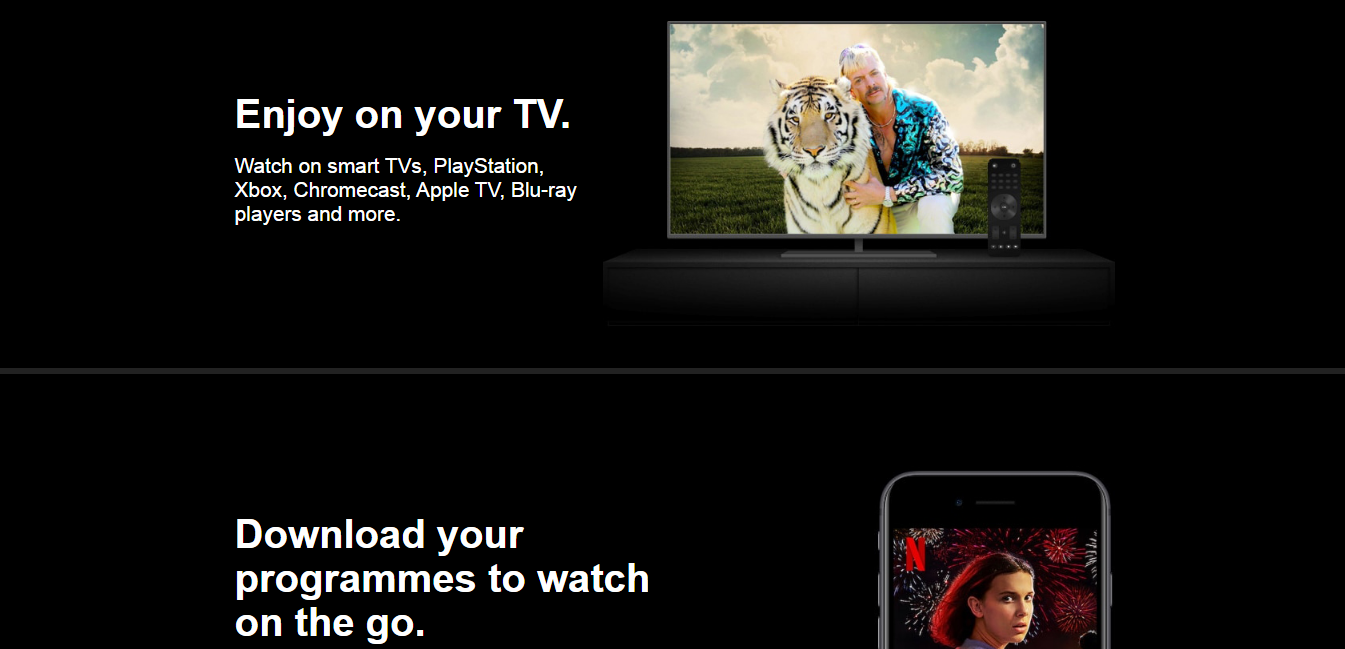 Enjoy on your TV.
Watch on smart TVs, PlayStation,
Xbox, Chromecast, Apple TV, Blu-ray
players and more.
Download your
programmes to watch
on the go.
N